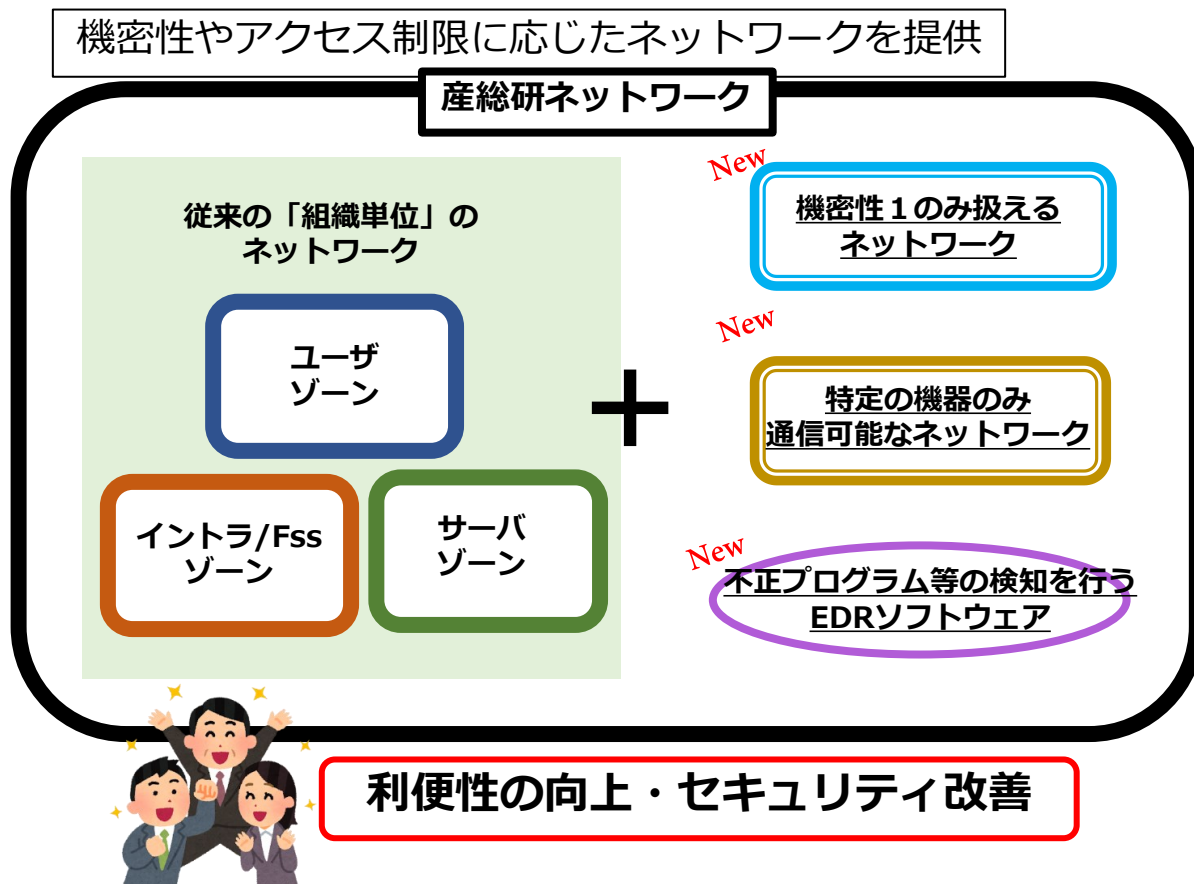 機密性やアクセス制限に応じたネットワークを提供
産総研ネットワーク
従来の「組織単位」の
ネットワーク
ユーザ
ゾーン
イントラ/Fss
ゾーン
サーバ
ゾーン
+
New
機密性１のみ扱える
ネットワーク
New
特定の機器のみ
通信可能なネットワーク
New
不正プログラム等の検知を行う
EDRソフトウェア
利便性の向上・セキュリティ改善